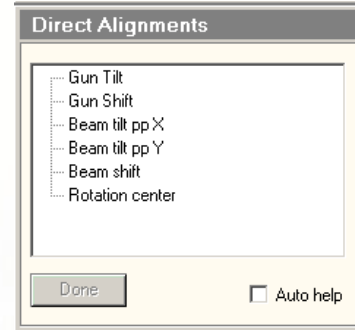 Direct Alignments
Gun Tilt
Gun Shift
Beam tilt pp X
Beam tilt pp Y
Beam shift
Rotation center
Done
Auto help